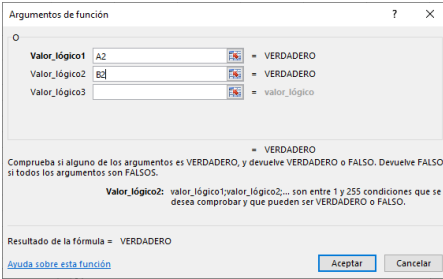 Argumentos de función ? X
O
Valor_lógico1 A2 = VERDADERO
Valor_lógico2 B2 = VERDADERO
Valor_lógico3 = valor_lógico
= VERDADERO
Comprueba si alguno de los argumentos es VERDADERO, y devuelve VERDADERO o FALSO. Devuelve FALSO
si todos los argumentos son FALSOS.
Valor_lógico2: valor_lógico1;valor_lógico2;... son entre 1 y 255 condiciones que se
desea comprobar y que pueden ser VERDADERO o FALSO.
Resultado de la fórmula = VERDADERO
Ayuda sobre esta función Aceptar Cancelar